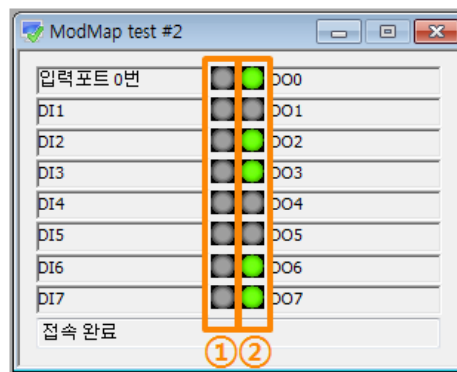 ModMap test #2
입력포트 0번 DO0
DI1 DO1
DI2 DO2
DI3 DO3
DI4 DO4
DI5 DO5
DI6 DO6
DI7 DO7
접속 완료
① ②